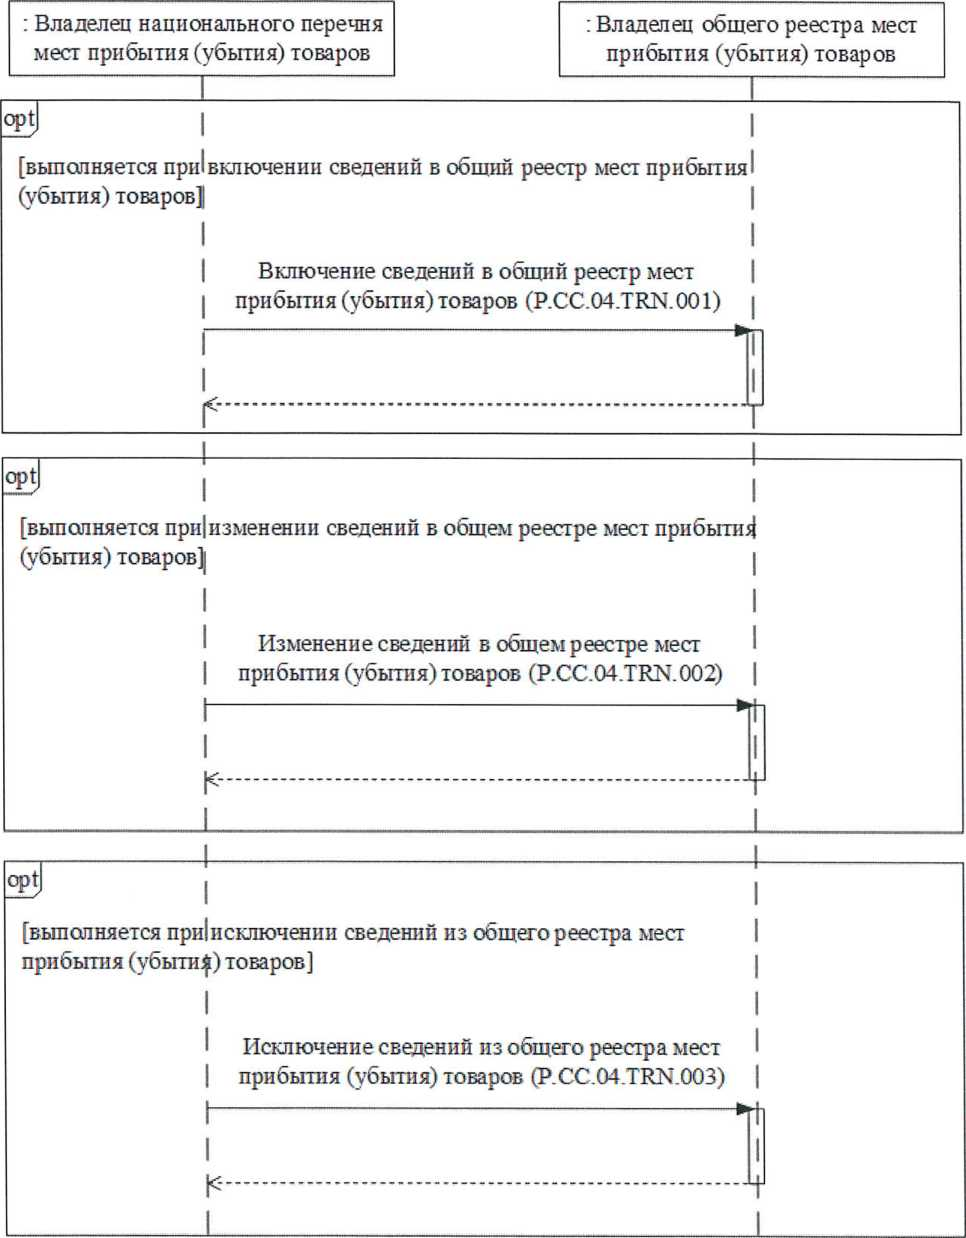 : Владелец национального перечня
мест прибытия (убытия) товаров
: Владелец общего реестра мест
прибытия (убытия) товаров
opt
[выполняется при включении сведений в общий реестр мест прибытия
(убытия) товаров]
Включение сведений в общий реестр мест
прибытия (убытия) товаров (P.CC.04.TRN.001)
opt
[выполняется при изменении сведений в общем реестре мест прибытия
(убытия) товаров]
Изменение сведений в общем реестре мест
прибытия (убытия) товаров (P.CC.04.TRN.002)
opt
[выполняется при исключении сведений из общего реестра мест
прибытия (убытия) товаров]
Исключение сведений из общего реестра мест
прибытия (убытия) товаров (P.CC.04.TRN.003)